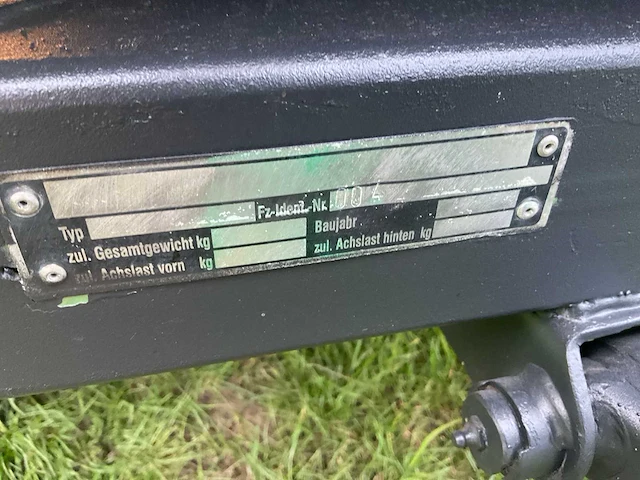 Typ Fz-Ident.-Nr. 004
zul. Gesamtgewicht kg Baujahr
zul. Achslast vorn kg zul. Achslast hinten kg